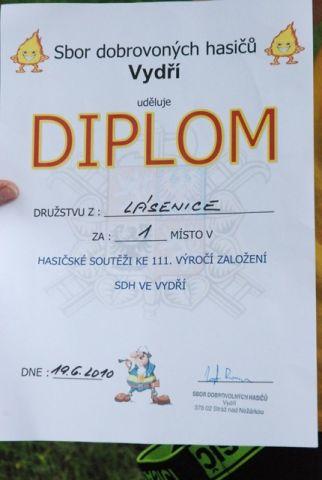 Sbor dobrovoných hasičů
Vydří
uděluje
DIPLOM
DRUŽSTVU Z : LÁSENICE
ZA : 1 MÍSTO V
HASIČSKÉ SOUTĚŽI KE 111. VÝROČÍ ZALOŽENÍ
SDH VE VYDŘÍ
DNE : 19.6.2010
SBOR DOBROVOLNÝCH HASIČŮ
Vydří
378 02 Stráž nad Nežárkou